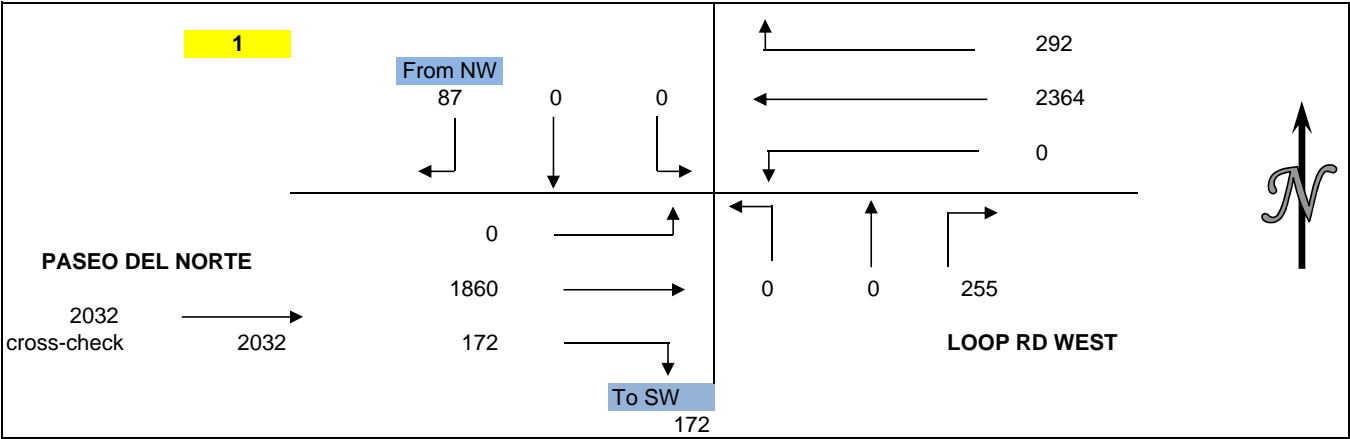 1
292
From NW
87 0 0
2364
0
N
0
PASEO DEL NORTE
1860
0 0 255
2032
cross-check 2032 172
LOOP RD WEST
To SW
172